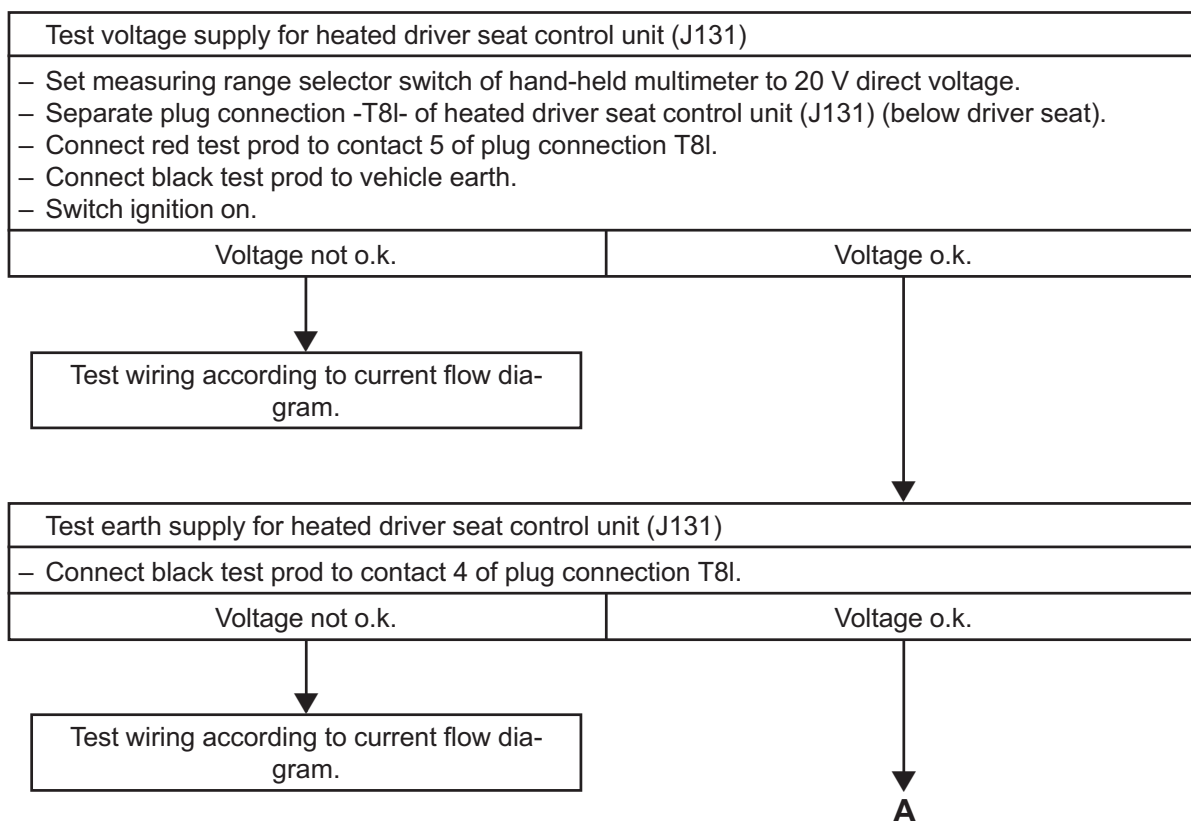 Test voltage supply for heated driver seat control unit (J131)
– Set measuring range selector switch of hand-held multimeter to 20 V direct voltage.
– Separate plug connection -T8l- of heated driver seat control unit (J131) (below driver seat).
– Connect red test prod to contact 5 of plug connection T8l.
– Connect black test prod to vehicle earth.
– Switch ignition on.
Voltage not o.k.
Voltage o.k.
Test wiring according to current flow dia-
gram.
Test earth supply for heated driver seat control unit (J131)
– Connect black test prod to contact 4 of plug connection T8l.
Voltage not o.k.
Voltage o.k.
Test wiring according to current flow dia-
gram.
A